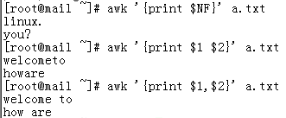 [root@mail ~]# awk '{print $NF}' a.txt
linux.
you?
[root@mail ~]# awk '{print $1 $2}' a.txt
welcometo
howare
[root@mail ~]# awk '{print $1,$2}' a.txt
welcome to
how are